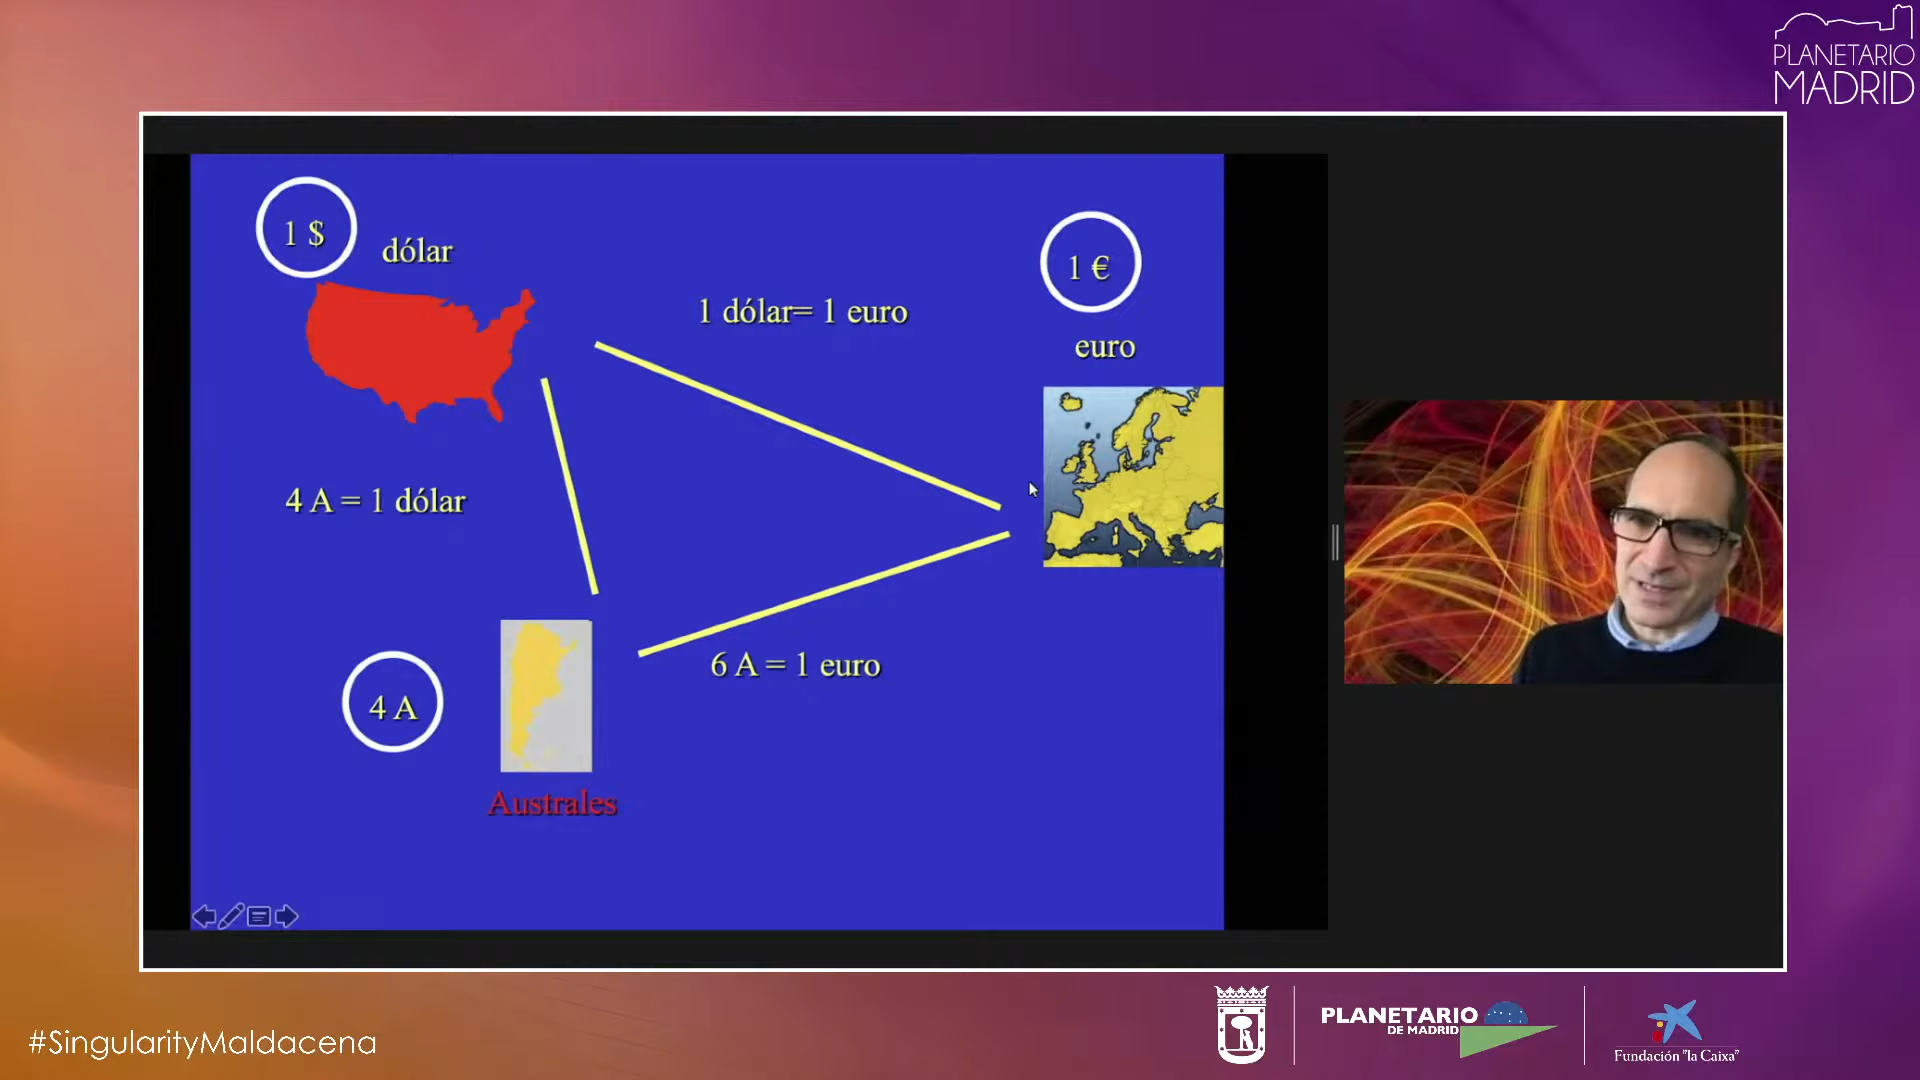 PLANETARIO
MADRID
1 $
dólar
1 €
euro
1 dólar= 1 euro
4 A = 1 dólar
6 A = 1 euro
4 A
Australes
#SingularityMaldacena
PLANETARIO
DE MADRID
Fundación "la Caixa"